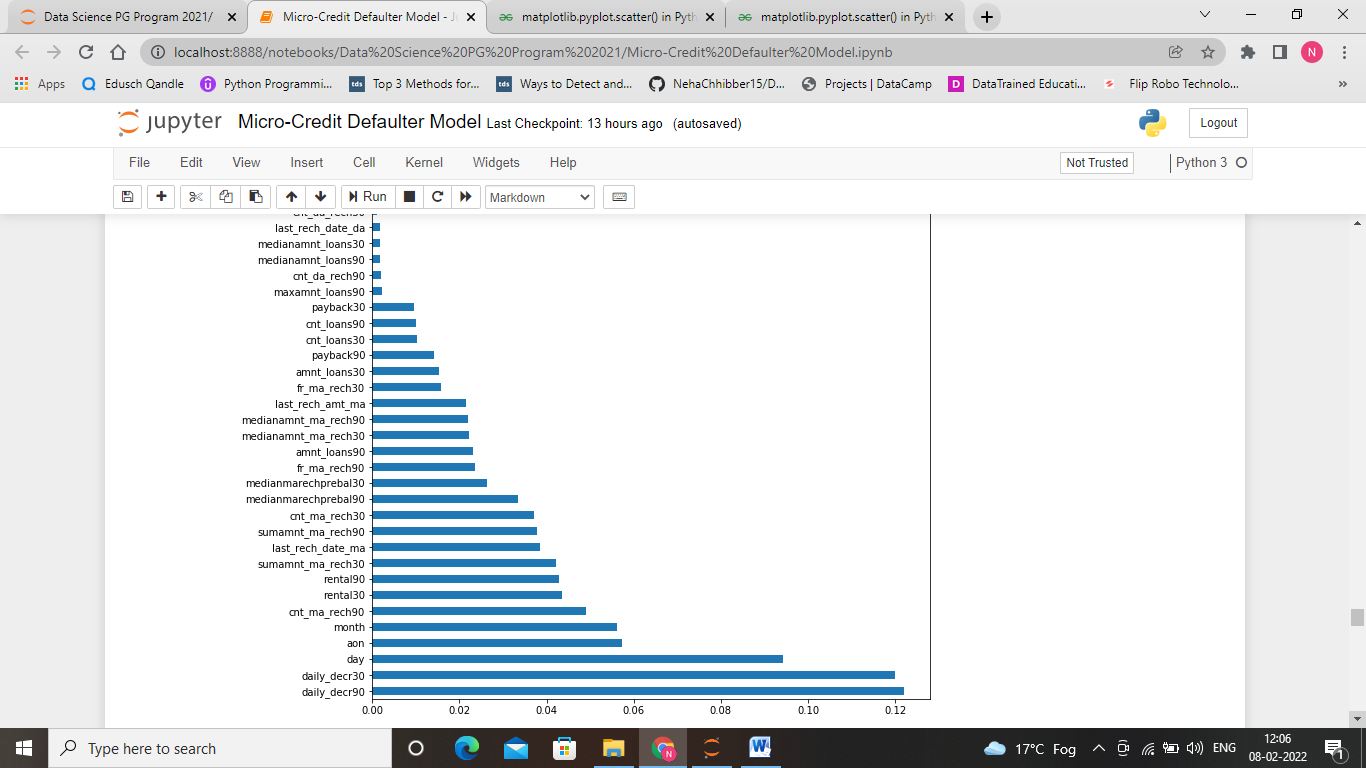 Data Science PG Program 2021/
Micro-Credit Defaulter Model - J
matplotlib.pyplot.scatter() in Pyth
matplotlib.pyplot.scatter() in Pyth
localhost:8888/notebooks/Data%20Science%20PG%20Program%202021/Micro-Credit%20Defaulter%20Model.ipynb
N
Apps
Edusch Qandle
Python Programmi...
tds
Top 3 Methods for...
tds
Ways to Detect and...
NehaChhibber15/D...
Projects | DataCamp
D
DataTrained Educati...
Flip Robo Technolo...
»
jupyter
Micro-Credit Defaulter Model Last Checkpoint: 13 hours ago (autosaved)
Logout
File Edit View Insert Cell Kernel Widgets Help
Not Trusted
Python 3
Run
Markdown
cnt_da_rech30
last_rech_date_da
medianamnt_loans30
medianamnt_loans90
cnt_da_rech90
maxamnt_loans90
payback30
cnt_loans90
cnt_loans30
payback90
amnt_loans30
fr_ma_rech30
last_rech_amt_ma
medianamnt_ma_rech90
medianamnt_ma_rech30
amnt_loans90
fr_ma_rech90
medianmarechprebal30
medianmarechprebal90
cnt_ma_rech30
sumamnt_ma_rech90
last_rech_date_ma
sumamnt_ma_rech30
rental90
rental30
cnt_ma_rech90
month
aon
day
daily_decr30
daily_decr90
0.00 0.02 0.04 0.06 0.08 0.10 0.12
Type here to search
N
W
17°C Fog
ENG
12:06
08-02-2022
1